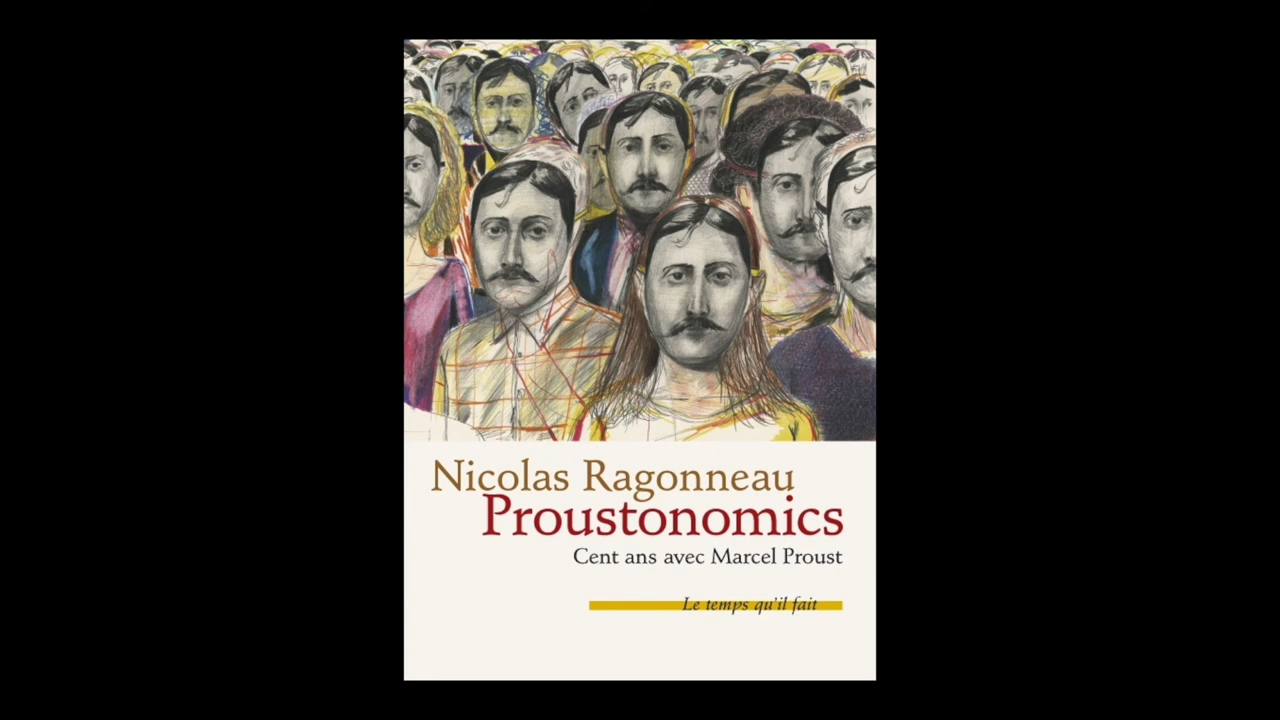 Nicolas Ragonneau
Proustonomics
Cent ans avec Marcel Proust
Le temps qu'il fait